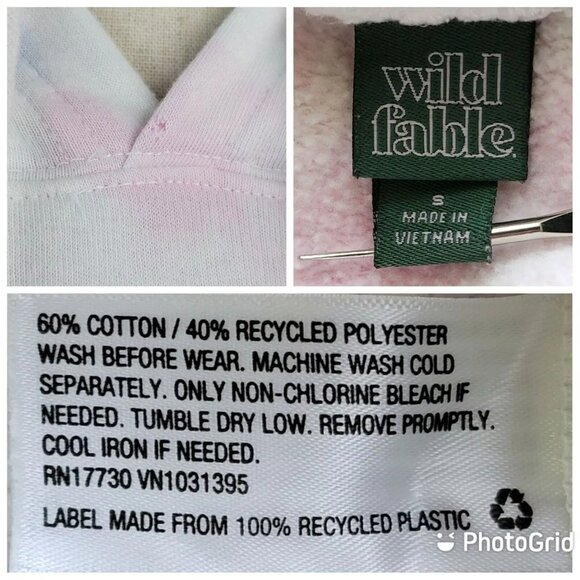 wild
fable
S
MADE IN
VIETNAM
60% COTTON / 40% RECYCLED POLYESTER
WASH BEFORE WEAR. MACHINE WASH COLD
SEPARATELY. ONLY NON-CHLORINE BLEACH IF
NEEDED. TUMBLE DRY LOW. REMOVE PROMPTLY.
COOL IRON IF NEEDED.
RN17730 VN1031395
LABEL MADE FROM 100% RECYCLED PLASTIC
PhotoGrid